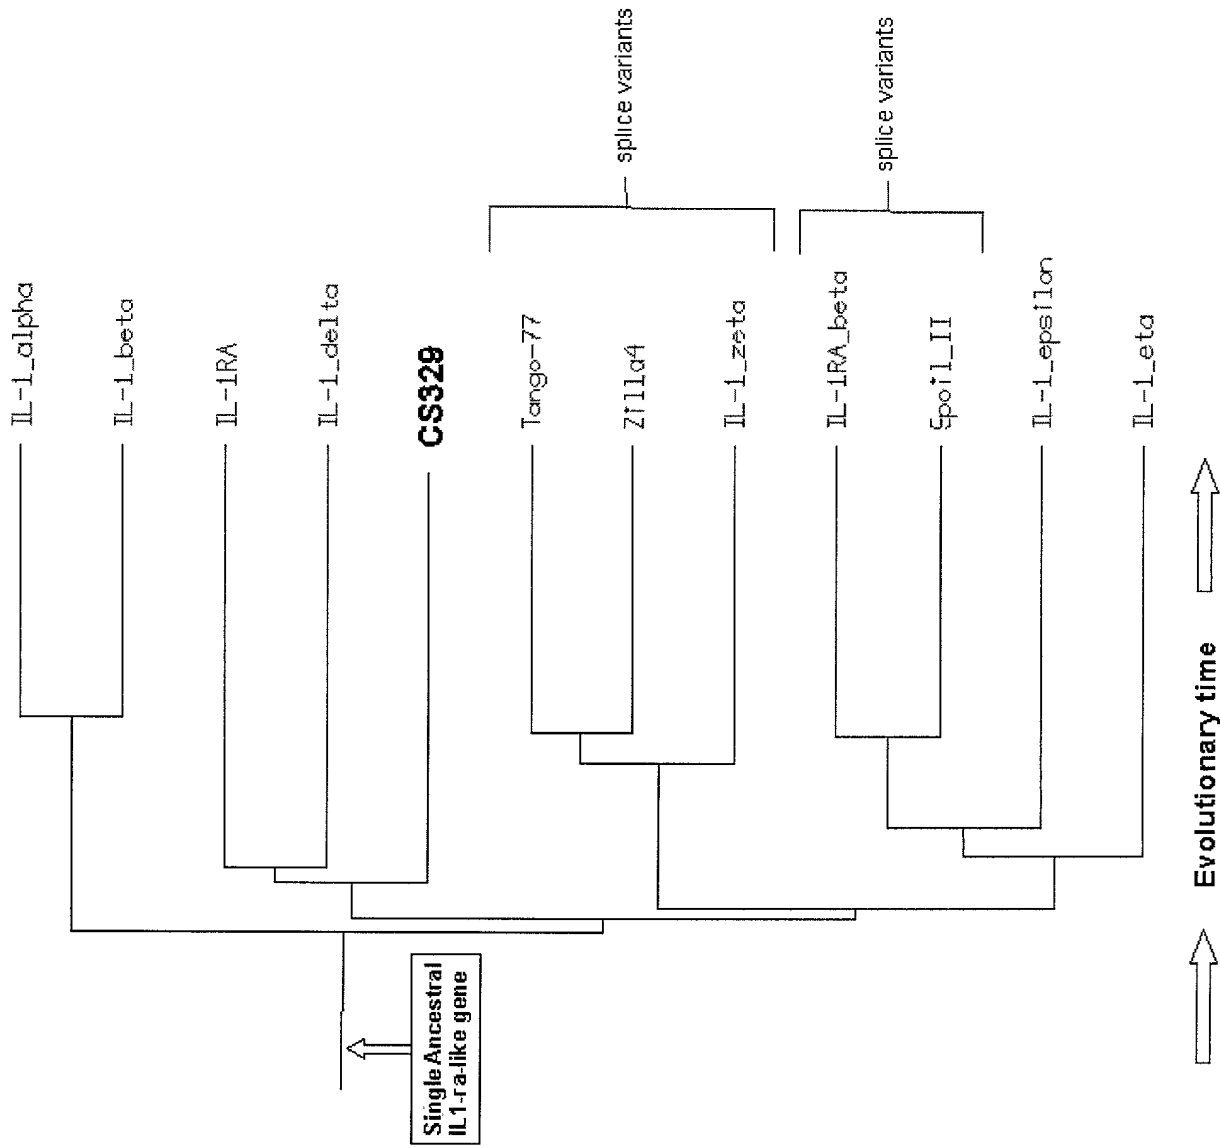 IL-1_alpha
IL-1_beta
IL-1RA
IL-1_delta
CS329
Tango-77
Zilla4
IL-1_zeta
splice variants
IL-1RA_beta
Spoil_II
splice variants
IL-1_epsilon
IL-1_eta
Single Ancestral
IL1-ra-like gene
Evolutionary time